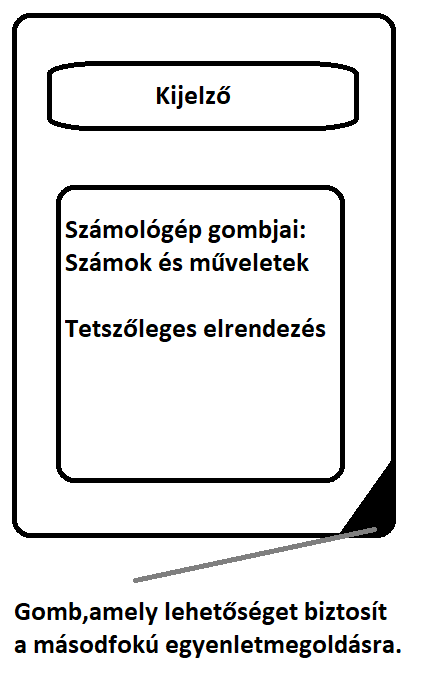 Kijelző
Számológép gombjai:
Számok és műveletek
Tetszőleges elrendezés
Gomb,amely lehetőséget biztosít
a másodfokú egyenletmegoldásra.